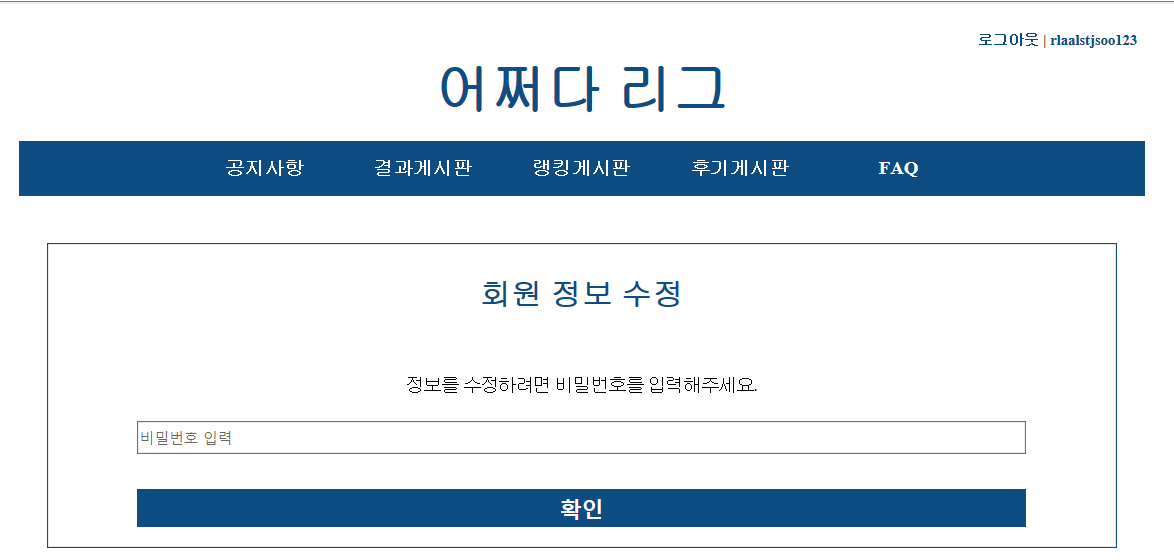 로그아웃 | rlaalstjsoo123
어쩌다 리그
공지사항 결과게시판 랭킹게시판 후기게시판 FAQ
회원 정보 수정
정보를 수정하려면 비밀번호를 입력해주세요.
비밀번호 입력
확인